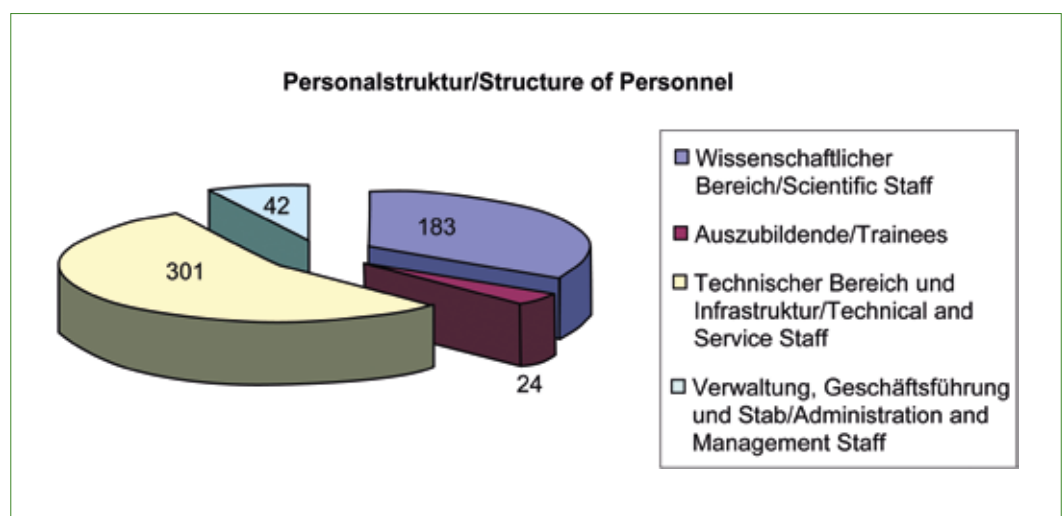 Personalstruktur/Structure of Personnel
42
183
301
24
Wissenschaftlicher
Bereich/Scientific Staff
Auszubildende/Trainees
Technischer Bereich und
Infrastruktur/Technical and
Service Staff
Verwaltung, Geschäftsführung
und Stab/Administration and
Management Staff